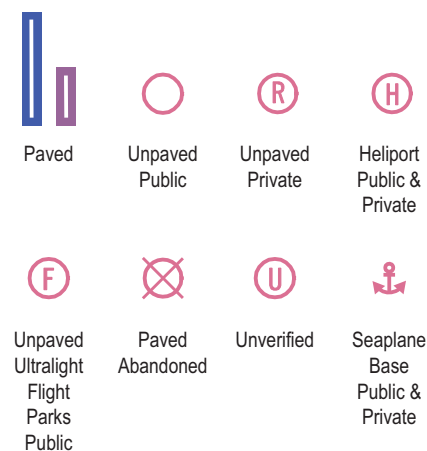 R
H
Paved
Unpaved
Public
Unpaved
Private
Heliport
Public &
Private
F
U
Unpaved
Ultralight
Flight
Parks
Public
Paved
Abandoned
Unverified
Seaplane
Base
Public &
Private